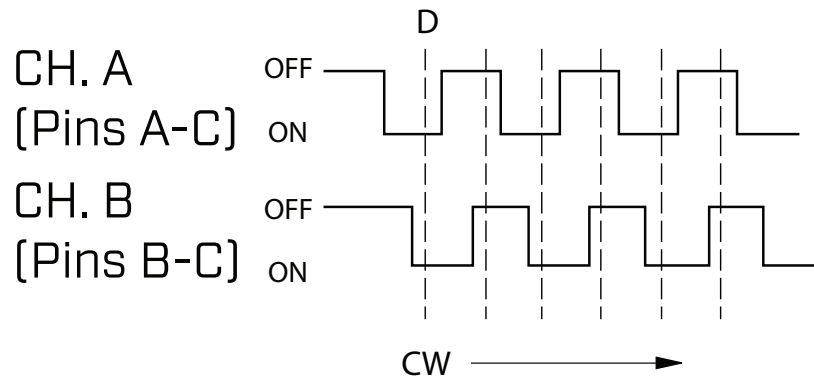 D
CH. A
(Pins A-C)
OFF
ON
CH. B
(Pins B-C)
OFF
ON
CW